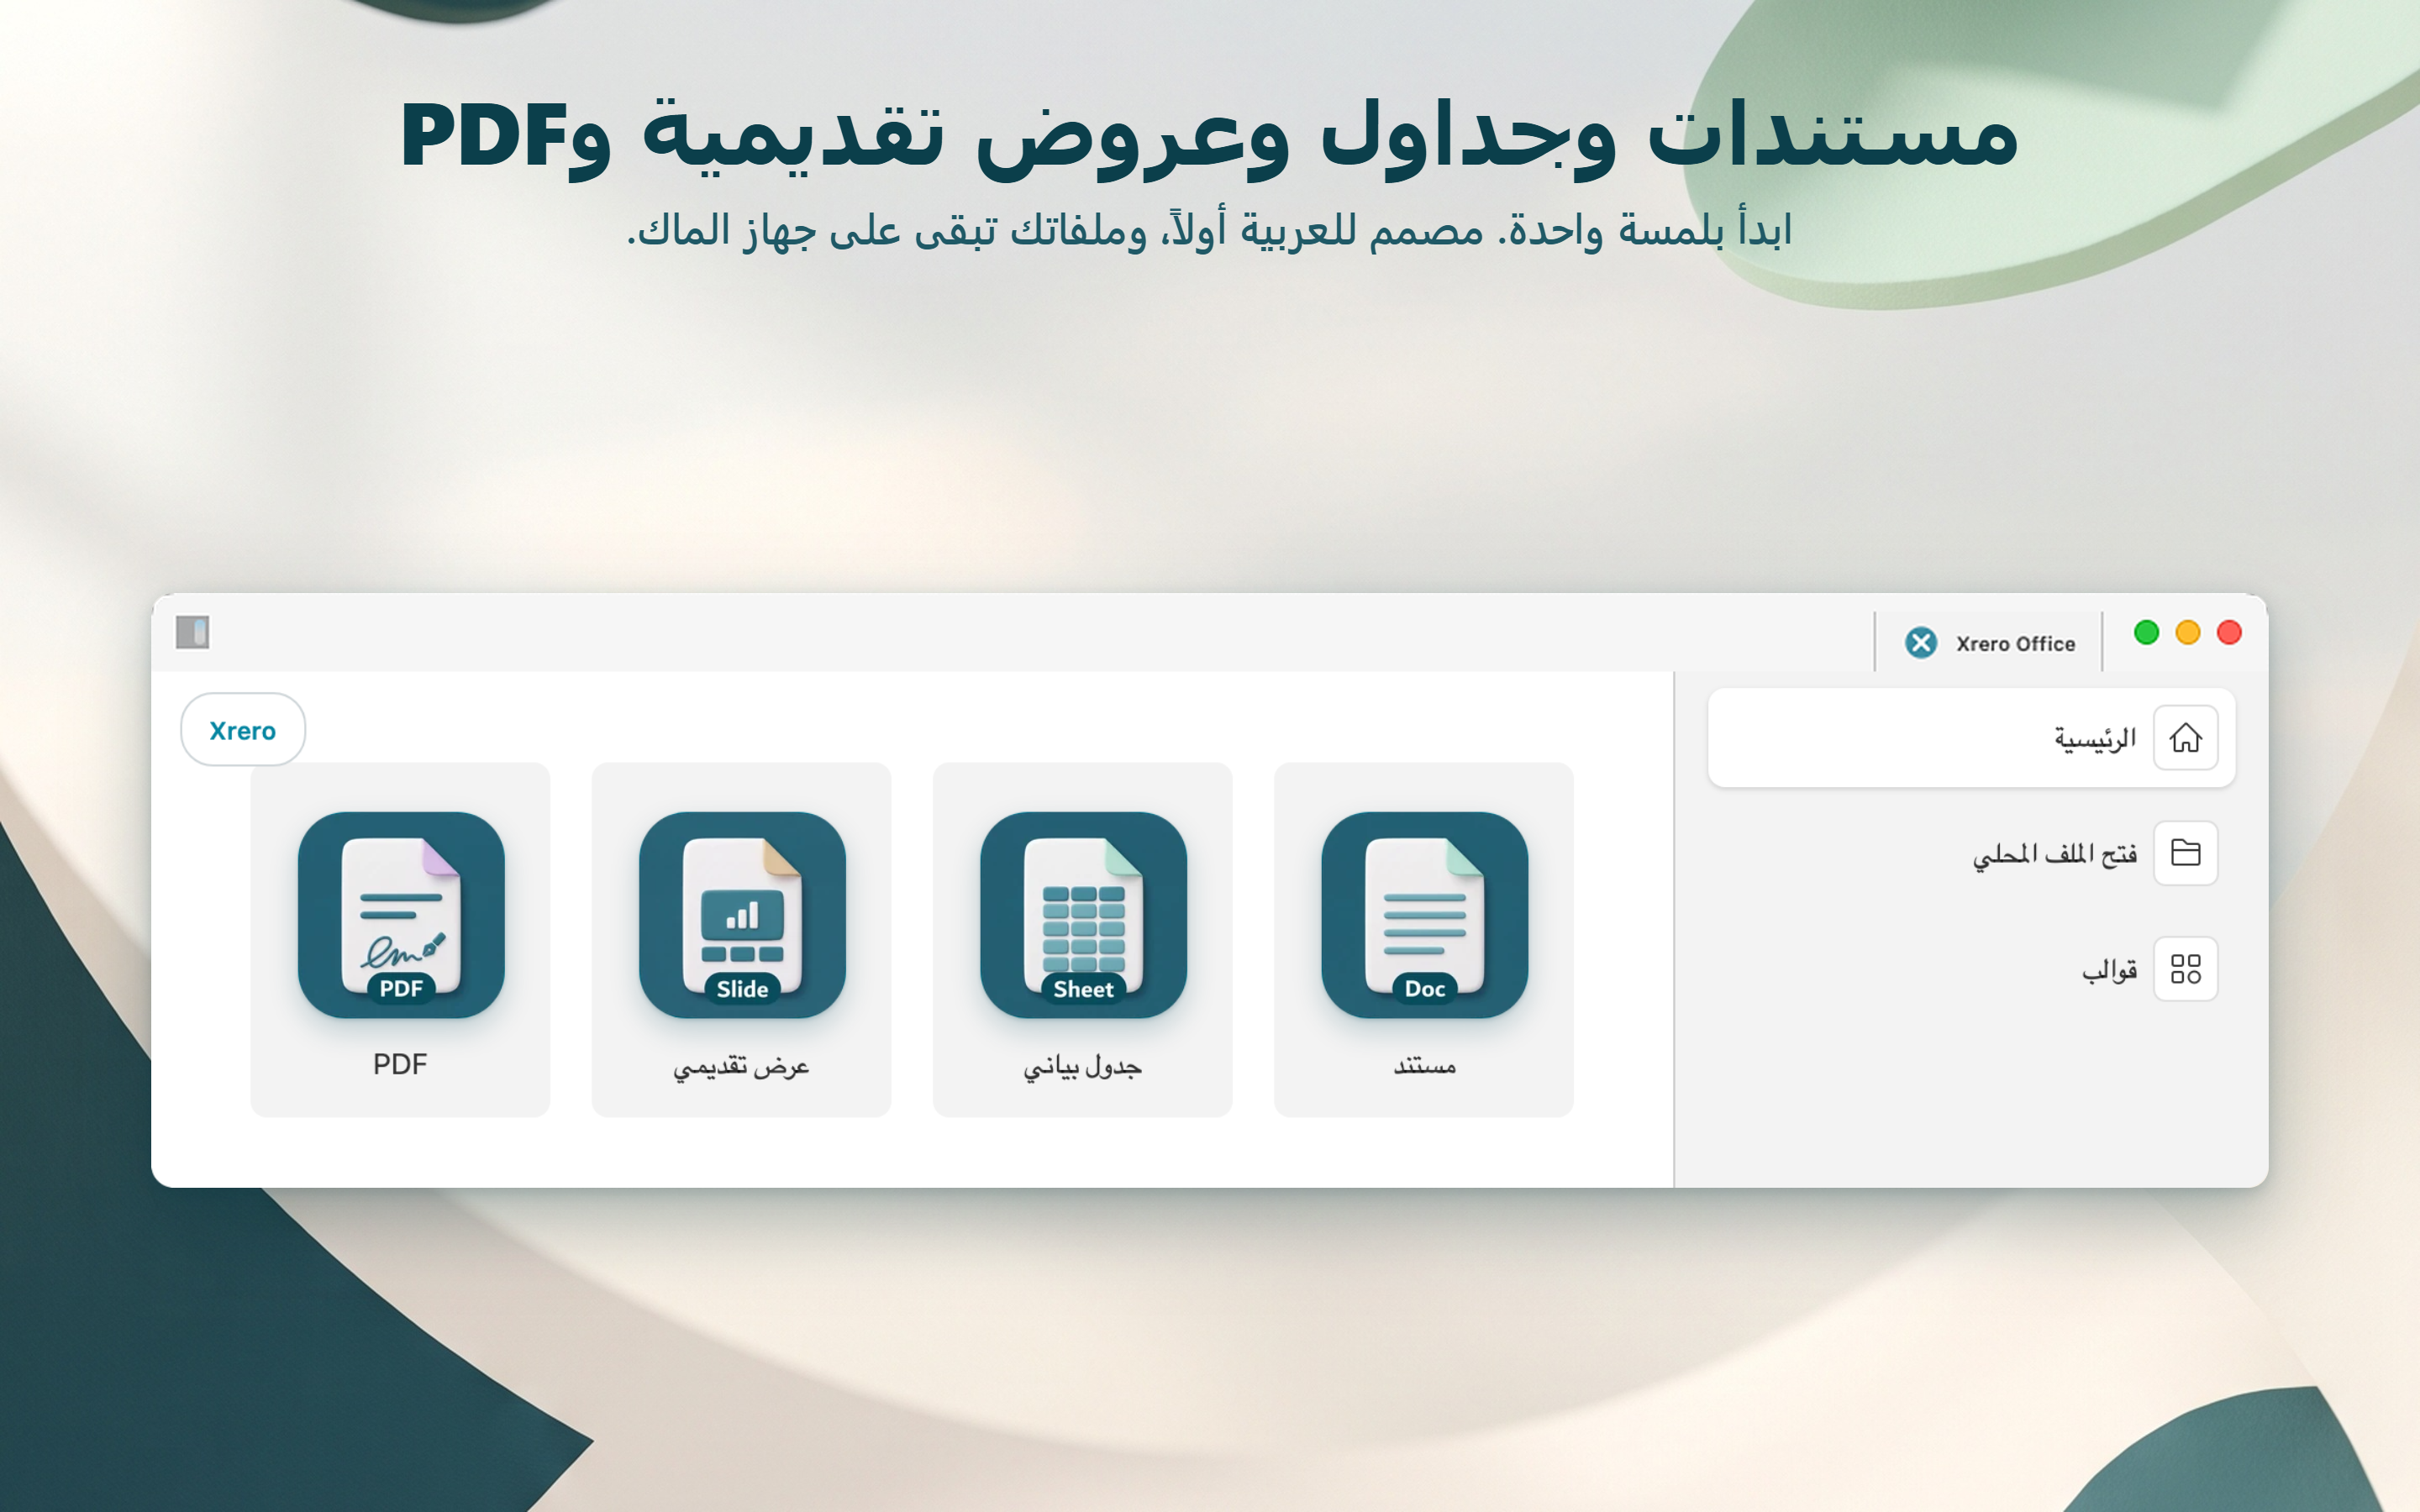 مستندات وجداول وعروض تقديمية وPDF
ابدأ بلمسة واحدة. مصمم للعربية أولاً، وملفاتك تبقى على جهاز الماك.
Xrero Office
الرئيسية
فتح الملف المحلي
قوالب
Xrero
Doc
مستند
Sheet
جدول بياني
Slide
عرض تقديمي
PDF
PDF